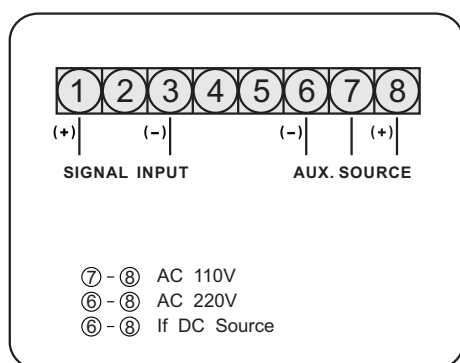 1 2 3 4 5 6 7 8
(+) (-) (-) (+)
SIGNAL INPUT AUX. SOURCE
⑦ - ⑧ AC 110V
⑥ - ⑧ AC 220V
⑥ - ⑧ If DC Source